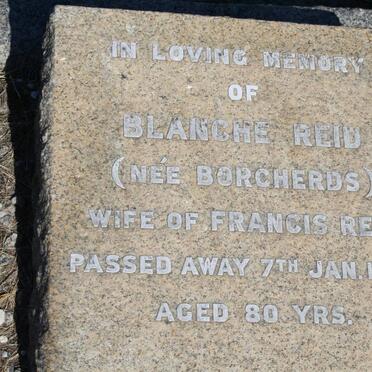 IN LOVING MEMORY
OF
BLANCHE REID
(NÉE BORCHERDS)
WIFE OF FRANCIS RE
PASSED AWAY 7TH JAN.
AGED 80 YRS.